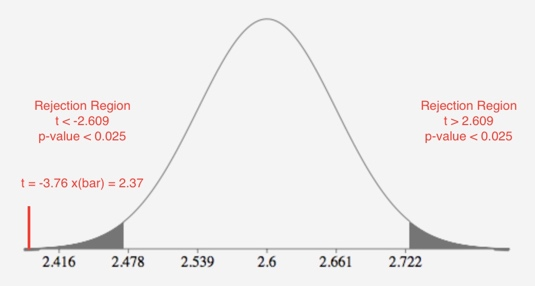 Rejection Region
t < -2.609
p-value < 0.025
Rejection Region
t > 2.609
p-value < 0.025
t = -3.76 x(bar) = 2.37
2.416 2.478 2.539 2.6 2.661 2.722